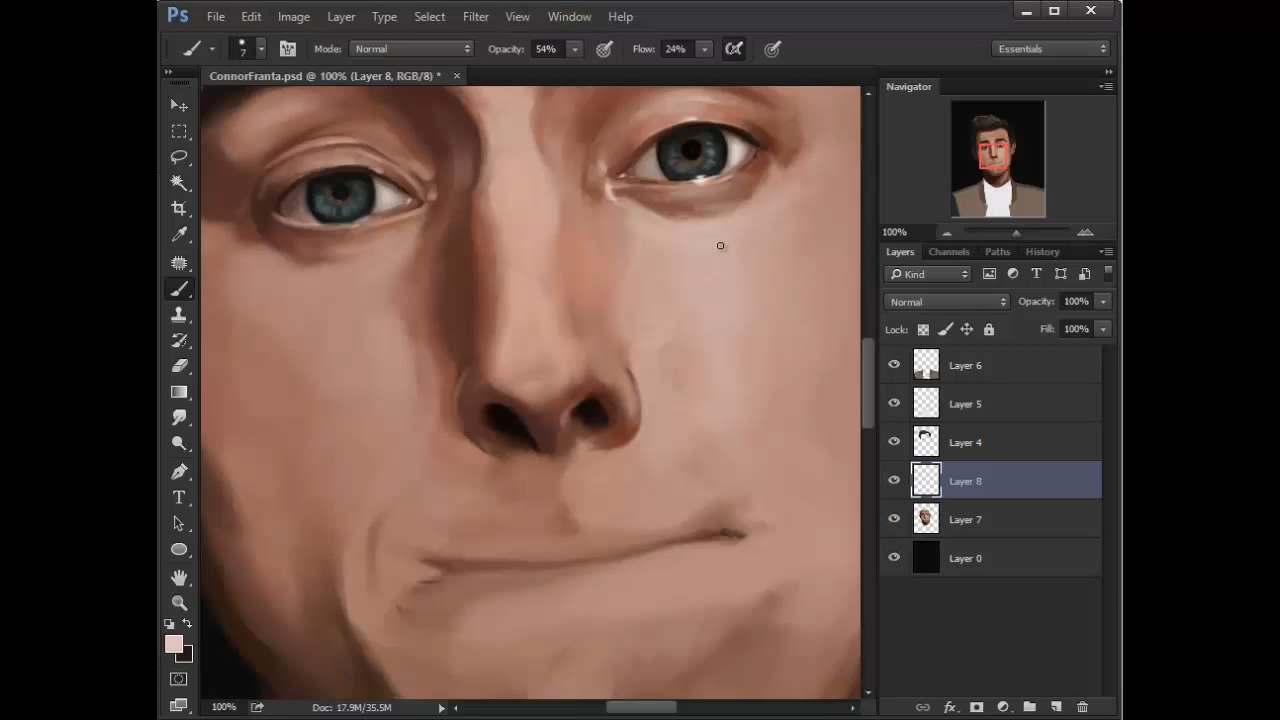 Ps File Edit Image Layer Type Select Filter View Window Help
7 Mode: Normal Opacity: 54% Flow: 24% Essentials
ConnorFranta.psd @ 100% (Layer 8, RGB/8) *
Navigator
100%
Layers Channels Paths History
Kind
Normal Opacity: 100%
Lock: Fill: 100%
Layer 6
Layer 5
Layer 4
Layer 8
Layer 7
Layer 0
100% Doc: 17.9M/35.5M